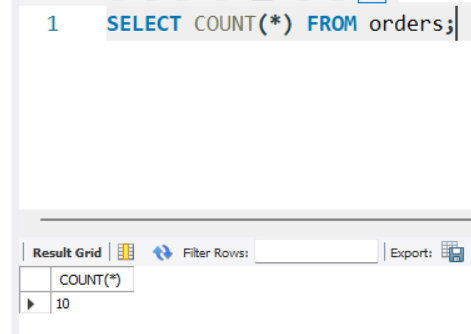 1 SELECT COUNT(*) FROM orders;
Result Grid Filter Rows: Export:
COUNT(*)
10